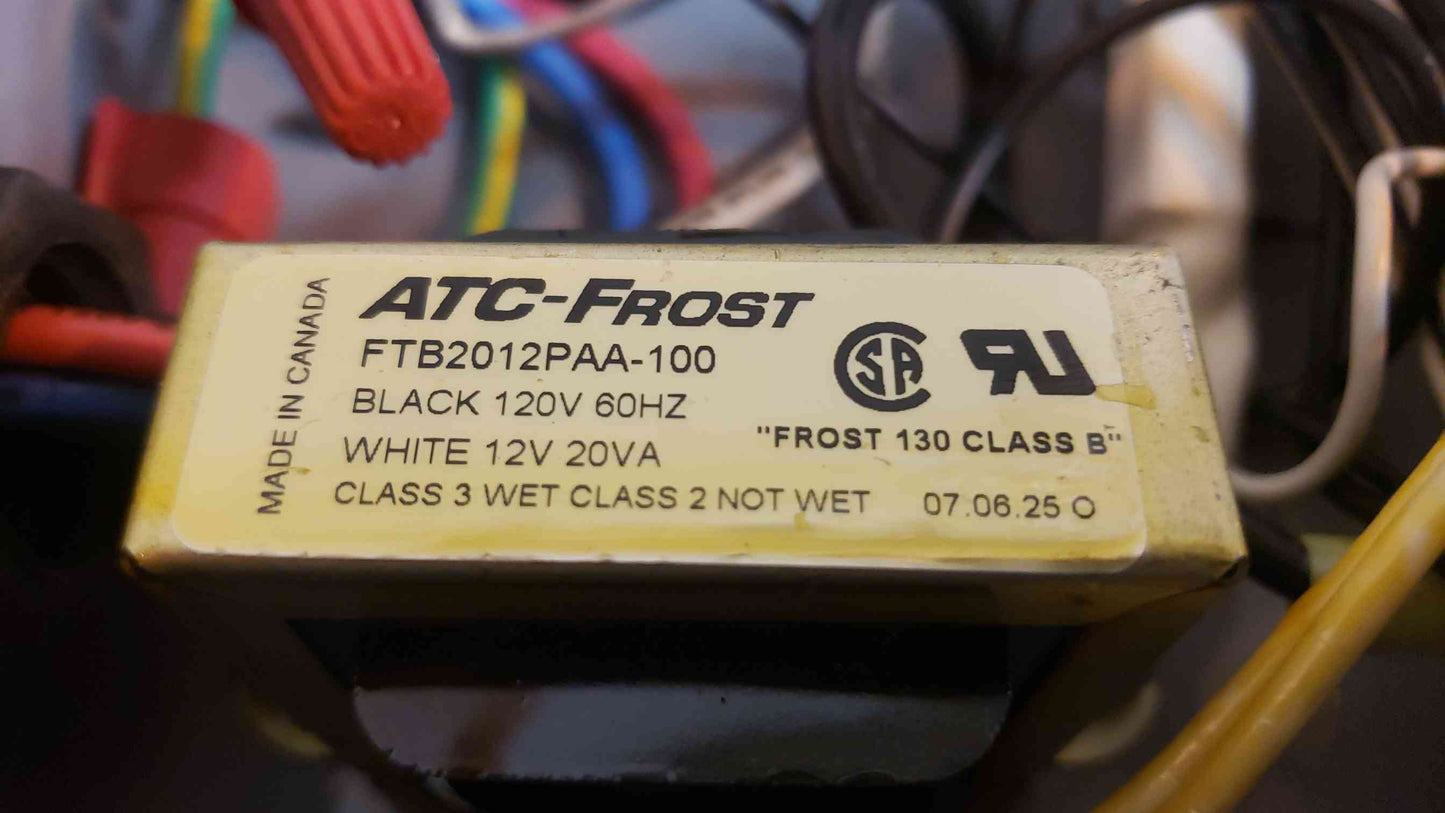 MADE IN CANADA
ATC-FROST
FTB2012PAA-100
BLACK 120V 60HZ
WHITE 12V 20VA
CLASS 3 WET CLASS 2 NOT WET
07.06.25 O
"FROST 130 CLASS B"